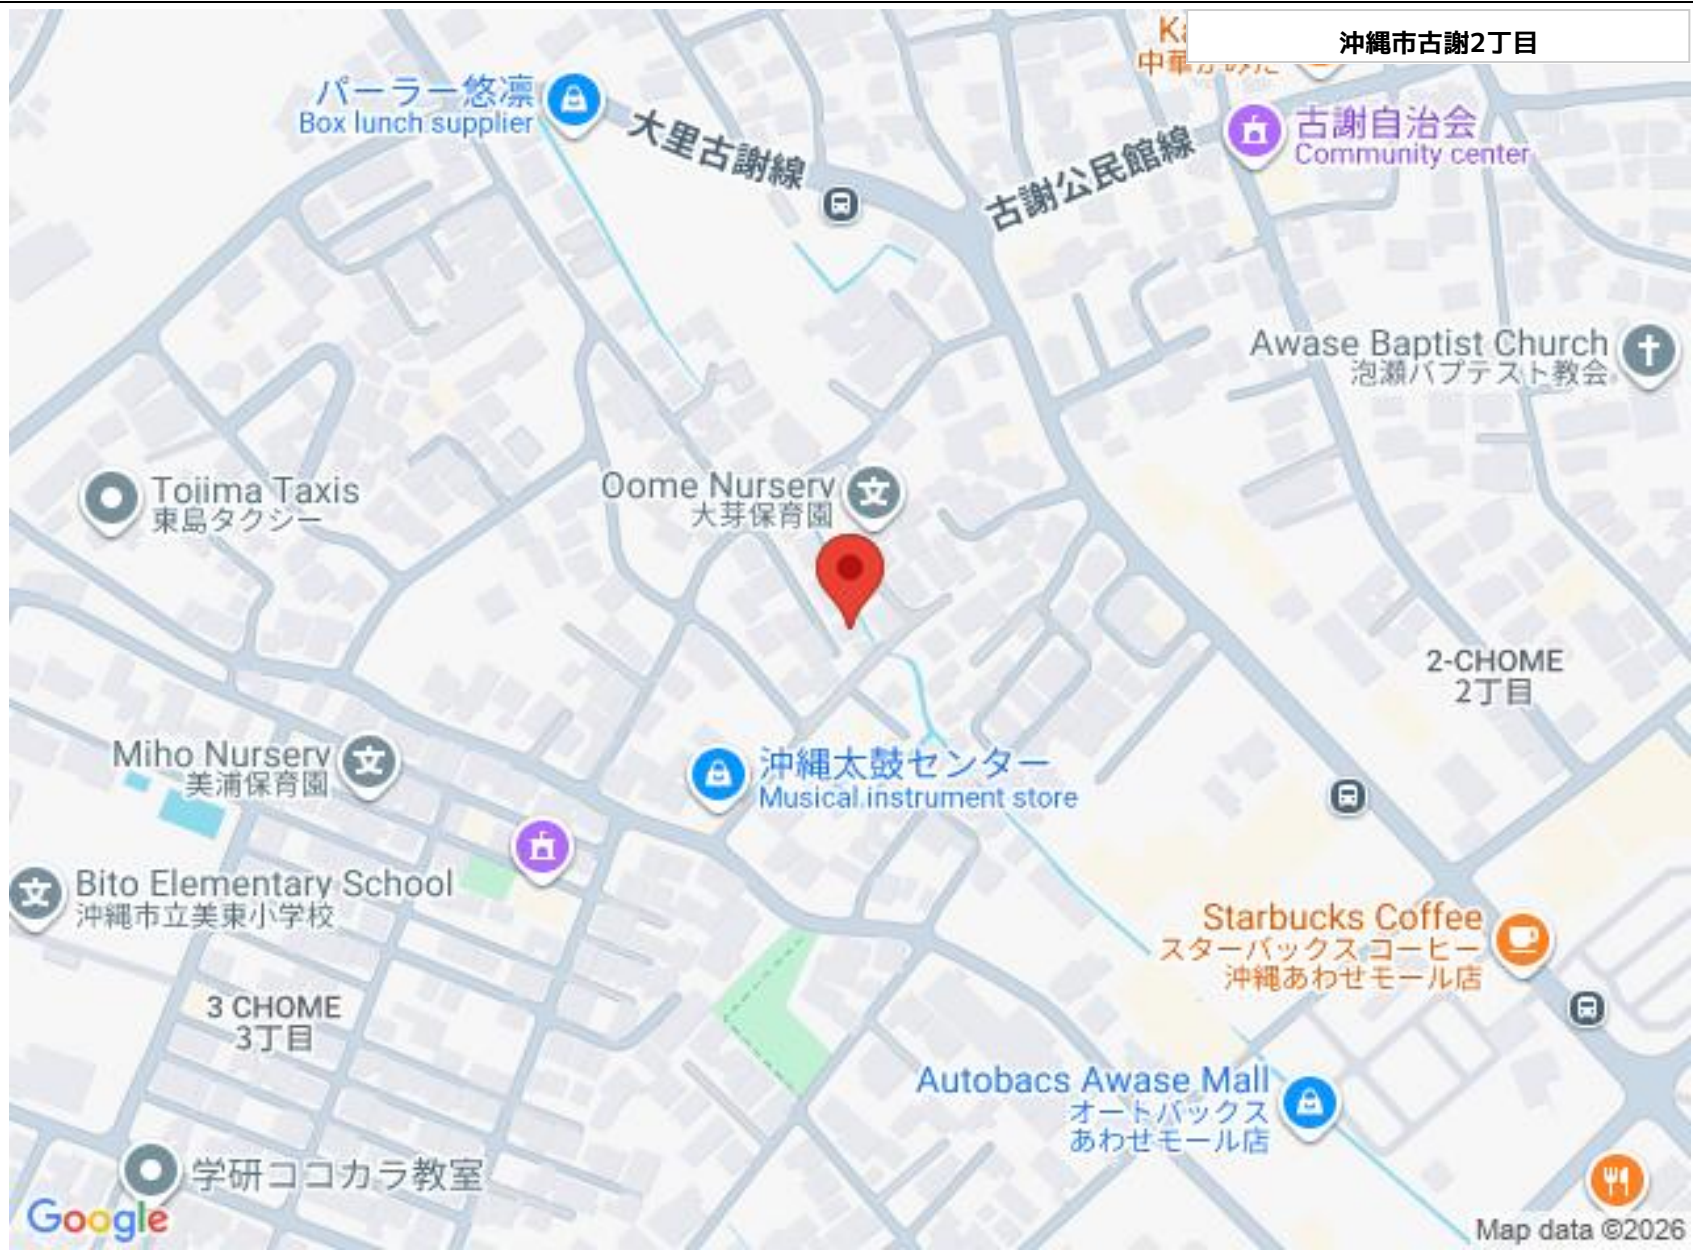 沖縄市古謝2丁目
パーラー悠凛
Box lunch supplier
大里古謝線
古謝公民館線
古謝自治会
Community center
Awase Baptist Church
泡瀬バプテスト教会
Tojima Taxis
東島タクシー
Oome Nursery
大芽保育園
2-CHOME
2丁目
Miho Nursery
美浦保育園
沖縄太鼓センター
Musical instrument store
Bito Elementary School
沖縄市立美東小学校
Starbucks Coffee
スターバックス コーヒー
沖縄あわせモール店
3 CHOME
3丁目
Autobacs Awase Mall
オートバックス
あわせモール店
学研ココカラ教室
Google
Map data ©2026